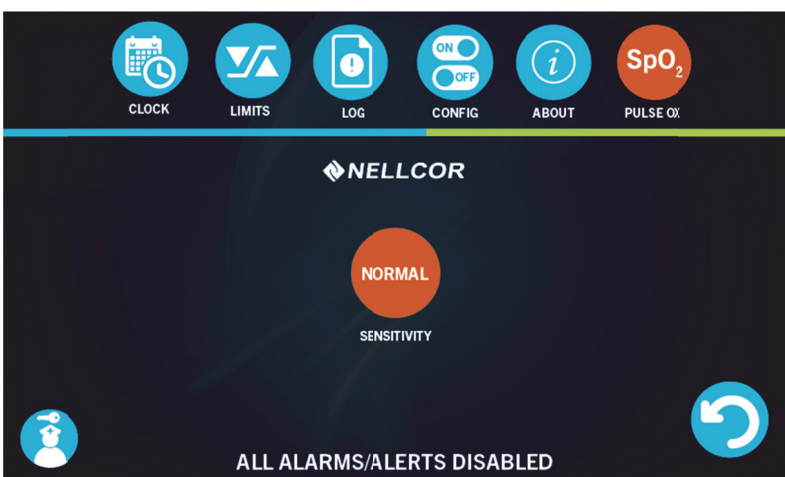 ON
OFF
i
SpO₂
CLOCK LIMITS LOG CONFIG ABOUT PULSE OX
NELLCOR
NORMAL
SENSITIVITY
ALL ALARMS/ALERTS DISABLED